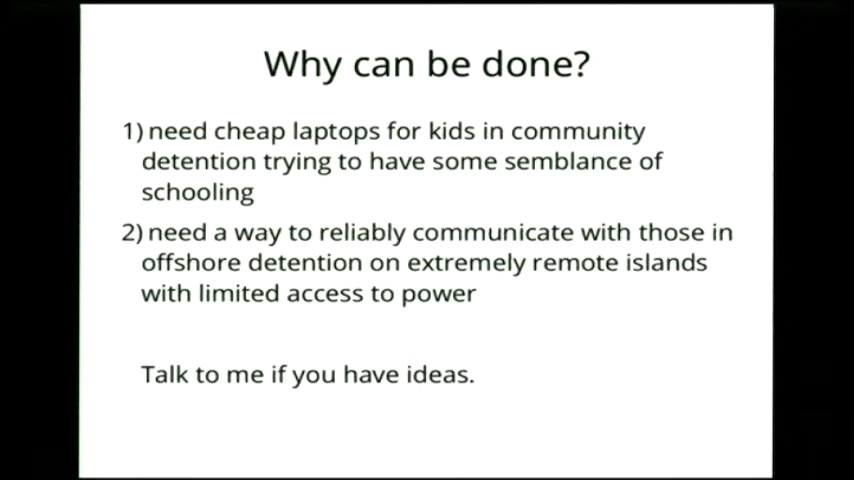 Why can be done?
1) need cheap laptops for kids in community
detention trying to have some semblance of
schooling
2) need a way to reliably communicate with those in
offshore detention on extremely remote islands
with limited access to power
Talk to me if you have ideas.